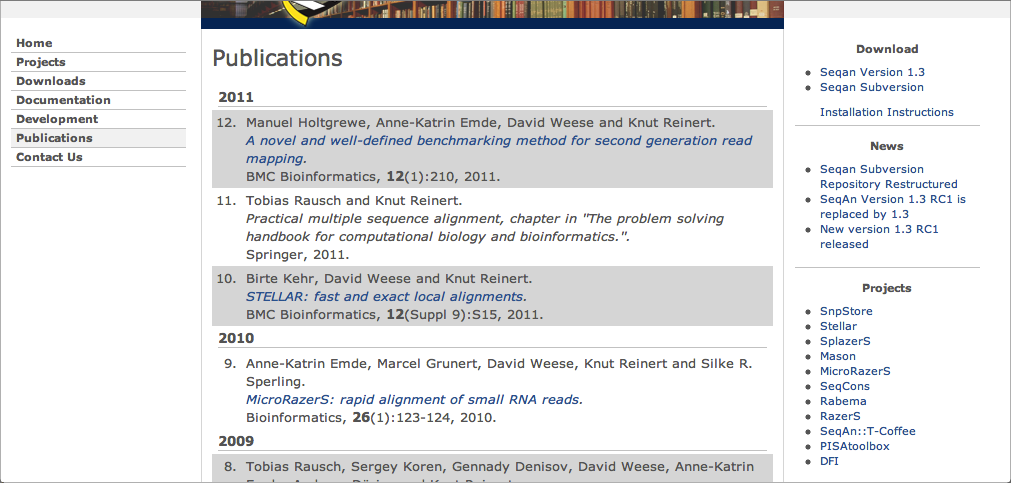 Home
Projects
Downloads
Documentation
Development
Publications
Contact Us
Publications
2011
12. Manuel Holtgrewe, Anne-Katrin Emde, David Weese and Knut Reinert.
A novel and well-defined benchmarking method for second generation read
mapping.
BMC Bioinformatics, 12(1):210, 2011.
11. Tobias Rausch and Knut Reinert.
Practical multiple sequence alignment, chapter in "The problem solving
handbook for computational biology and bioinformatics.".
Springer, 2011.
10. Birte Kehr, David Weese and Knut Reinert.
STELLAR: fast and exact local alignments.
BMC Bioinformatics, 12(Suppl 9):S15, 2011.
2010
9. Anne-Katrin Emde, Marcel Grunert, David Weese, Knut Reinert and Silke R.
Sperling.
MicroRazerS: rapid alignment of small RNA reads.
Bioinformatics, 26(1):123-124, 2010.
2009
8. Tobias Rausch, Sergey Koren, Gennady Denisov, David Weese, Anne-Katrin
Download
Seqan Version 1.3
Seqan Subversion
Installation Instructions
News
Seqan Subversion
Repository Restructured
SeqAn Version 1.3 RC1 is
replaced by 1.3
New version 1.3 RC1
released
Projects
SnpStore
Stellar
SplazerS
Mason
MicroRazerS
SeqCons
Rabema
RazerS
SeqAn::T-Coffee
PISAtoolbox
DFI